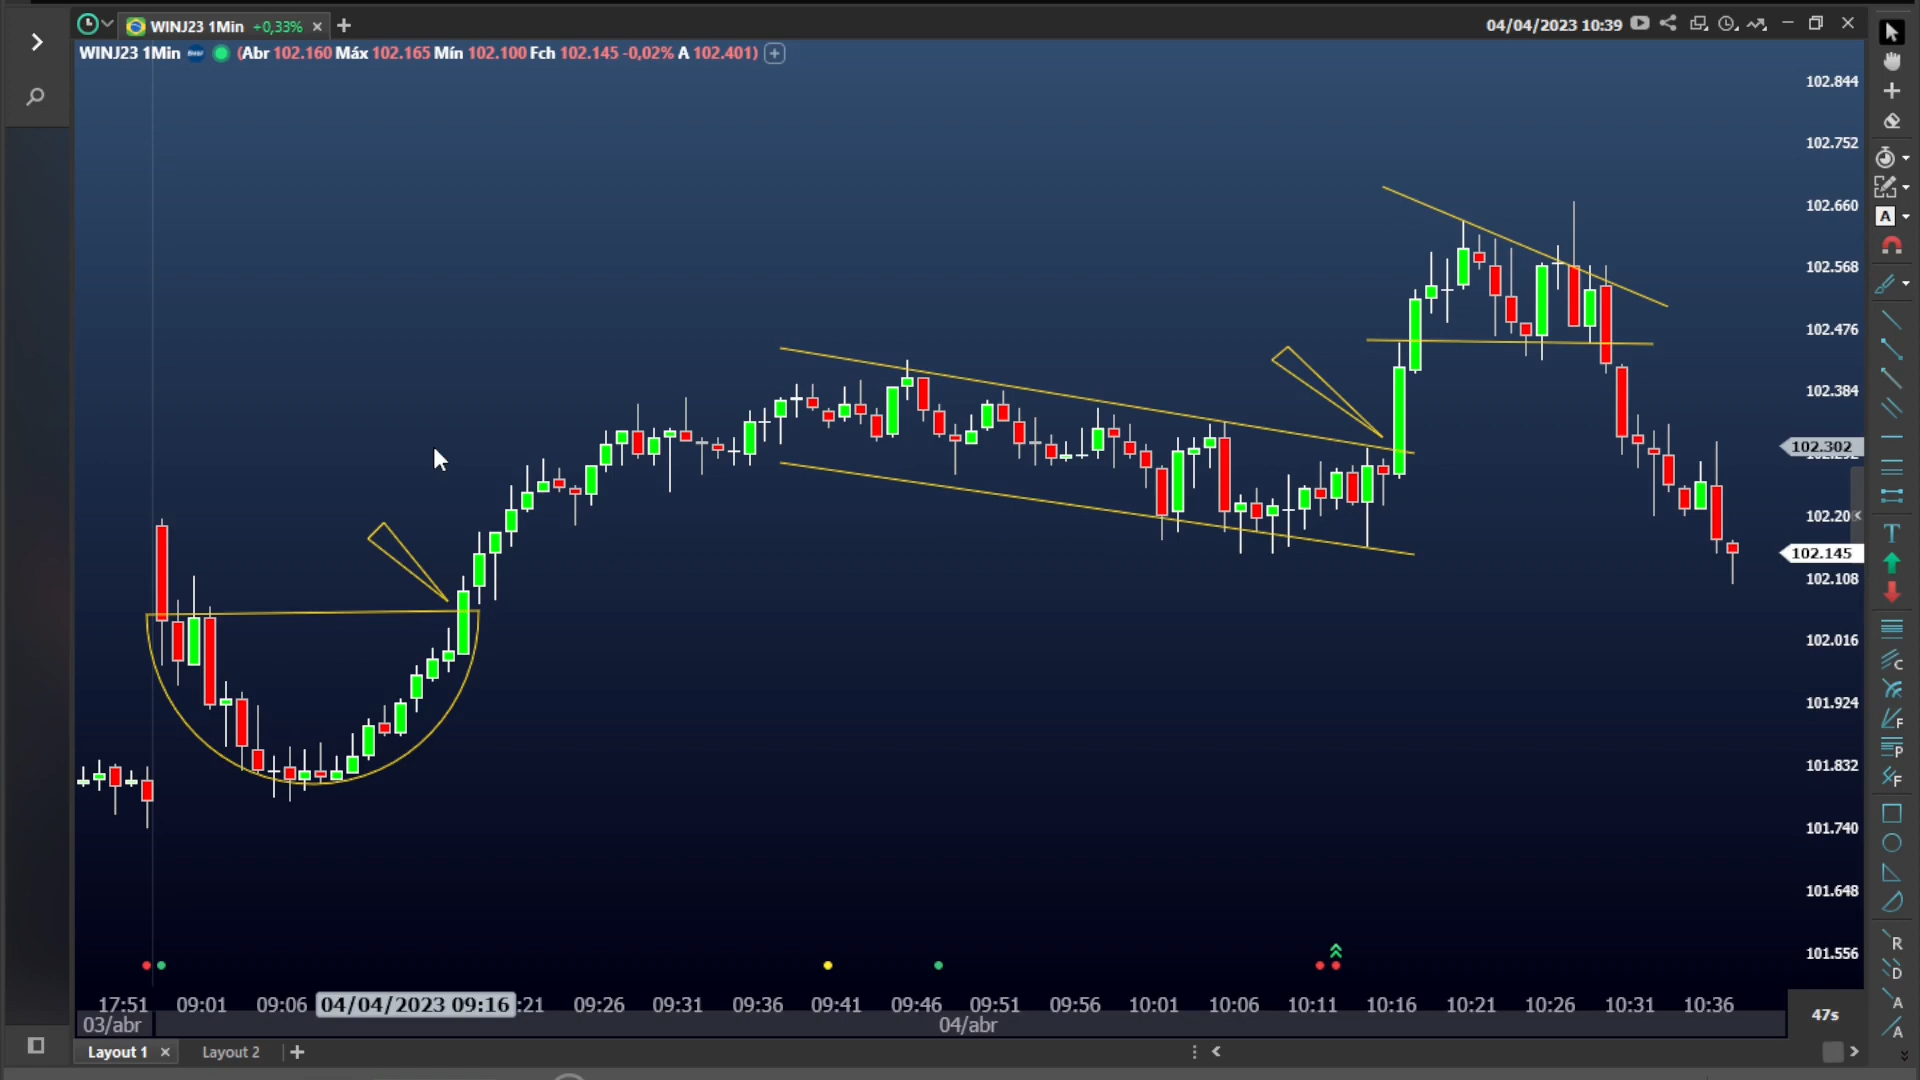 WINJ23 1Min +0,33%
04/04/2023 10:39
WINJ23 1Min (Abr 102.160 Máx 102.165 Mín 102.100 Fch 102.145 -0,02% A 102.401)
102.844
102.752
102.660
102.568
102.476
102.384
102.302
102.20
102.145
102.108
102.016
101.924
101.832
101.740
101.648
101.556
A
T
C
F
P
F
R
D
A
A
17:51 09:01 09:06 04/04/2023 09:16 :21 09:26 09:31 09:36 09:41 09:46 09:51 09:56 10:01 10:06 10:11 10:16 10:21 10:26 10:31 10:36
47s
03/abr 04/abr
Layout 1 Layout 2